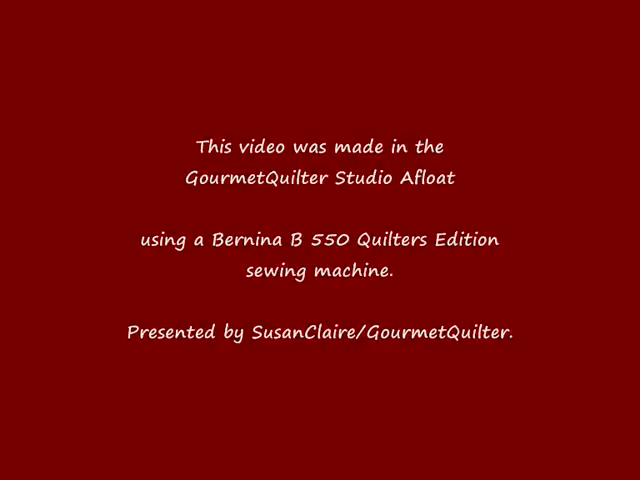 This video was made in the
GourmetQuilter Studio Afloat
using a Bernina B 550 Quilters Edition
sewing machine.
Presented by SusanClaire/GourmetQuilter.